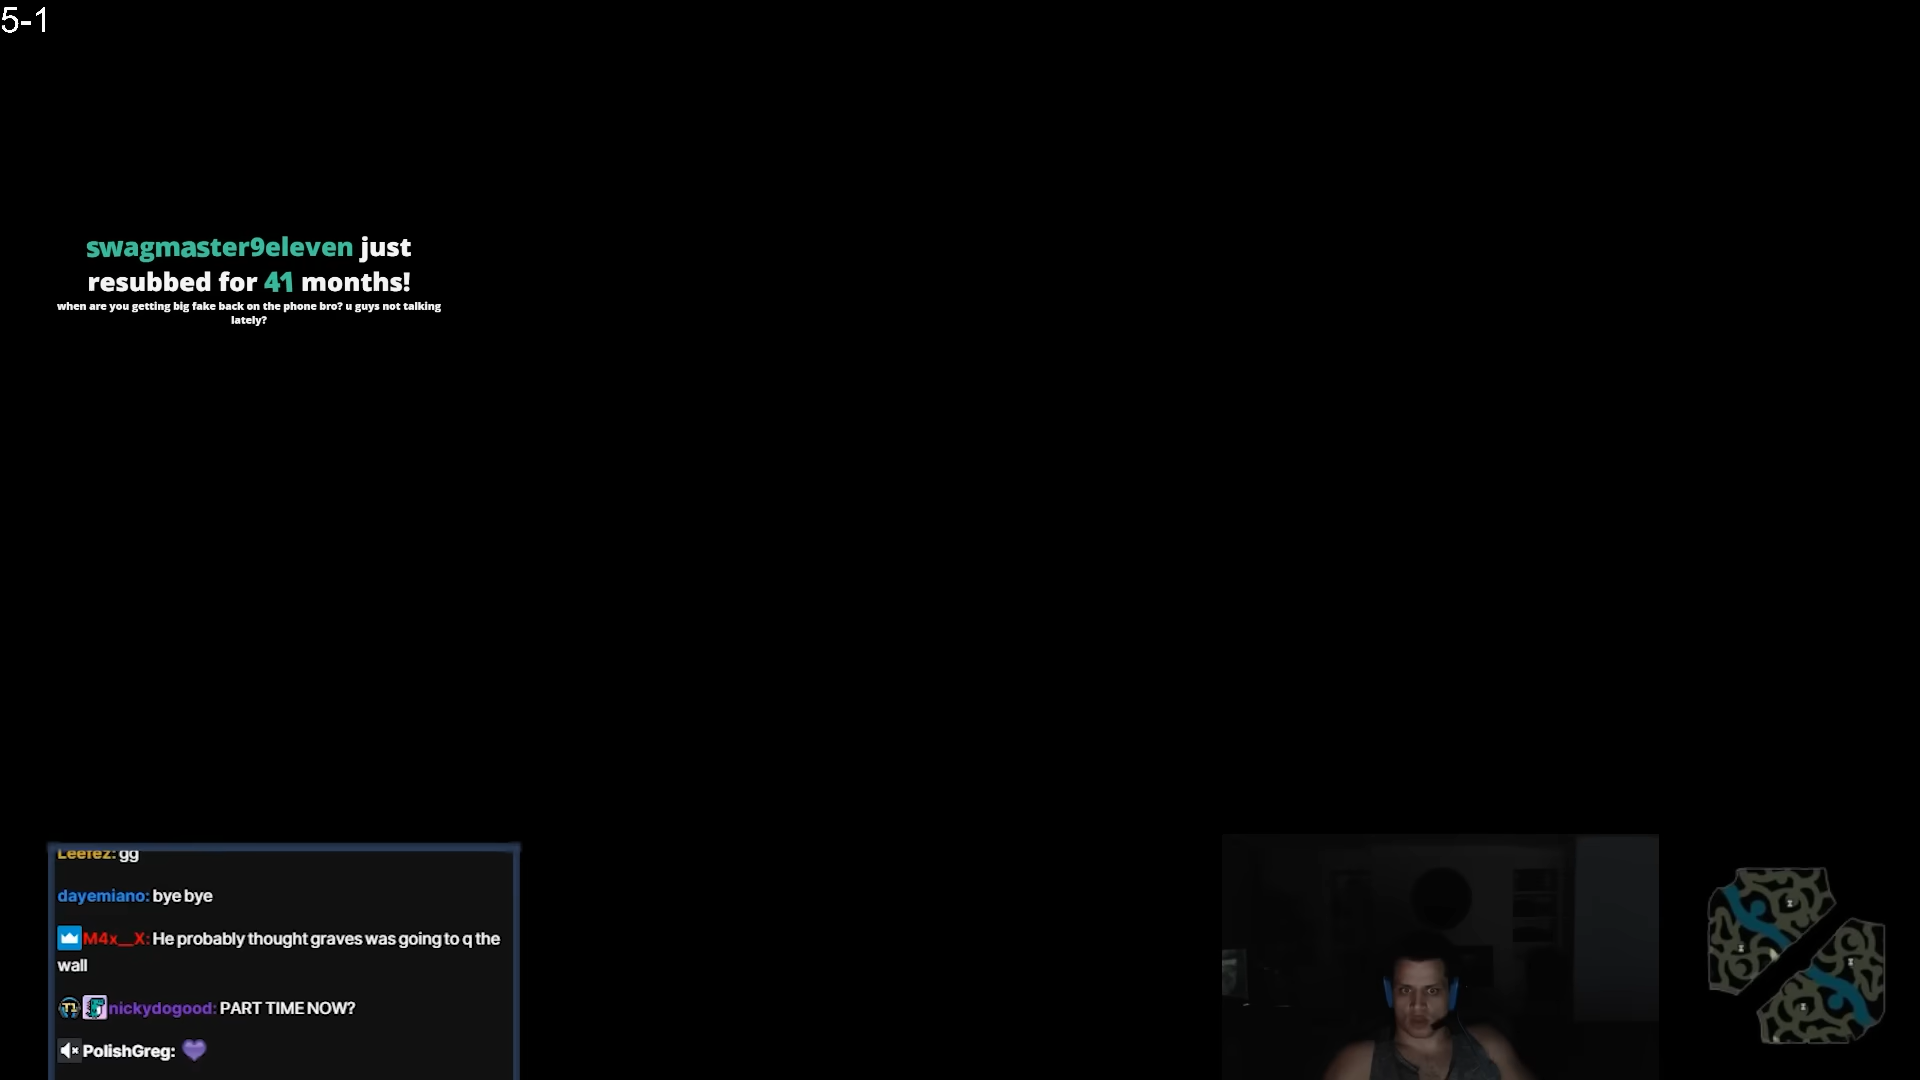 5-1
swagmaster9eleven just
resubbed for 41 months!
when are you getting big fake back on the phone bro? u guys not talking
lately?
Leefez: gg
dayemiano: bye bye
M4x__X: He probably thought graves was going to q the
wall
T1 nickydogood: PART TIME NOW?
PolishGreg: 💜